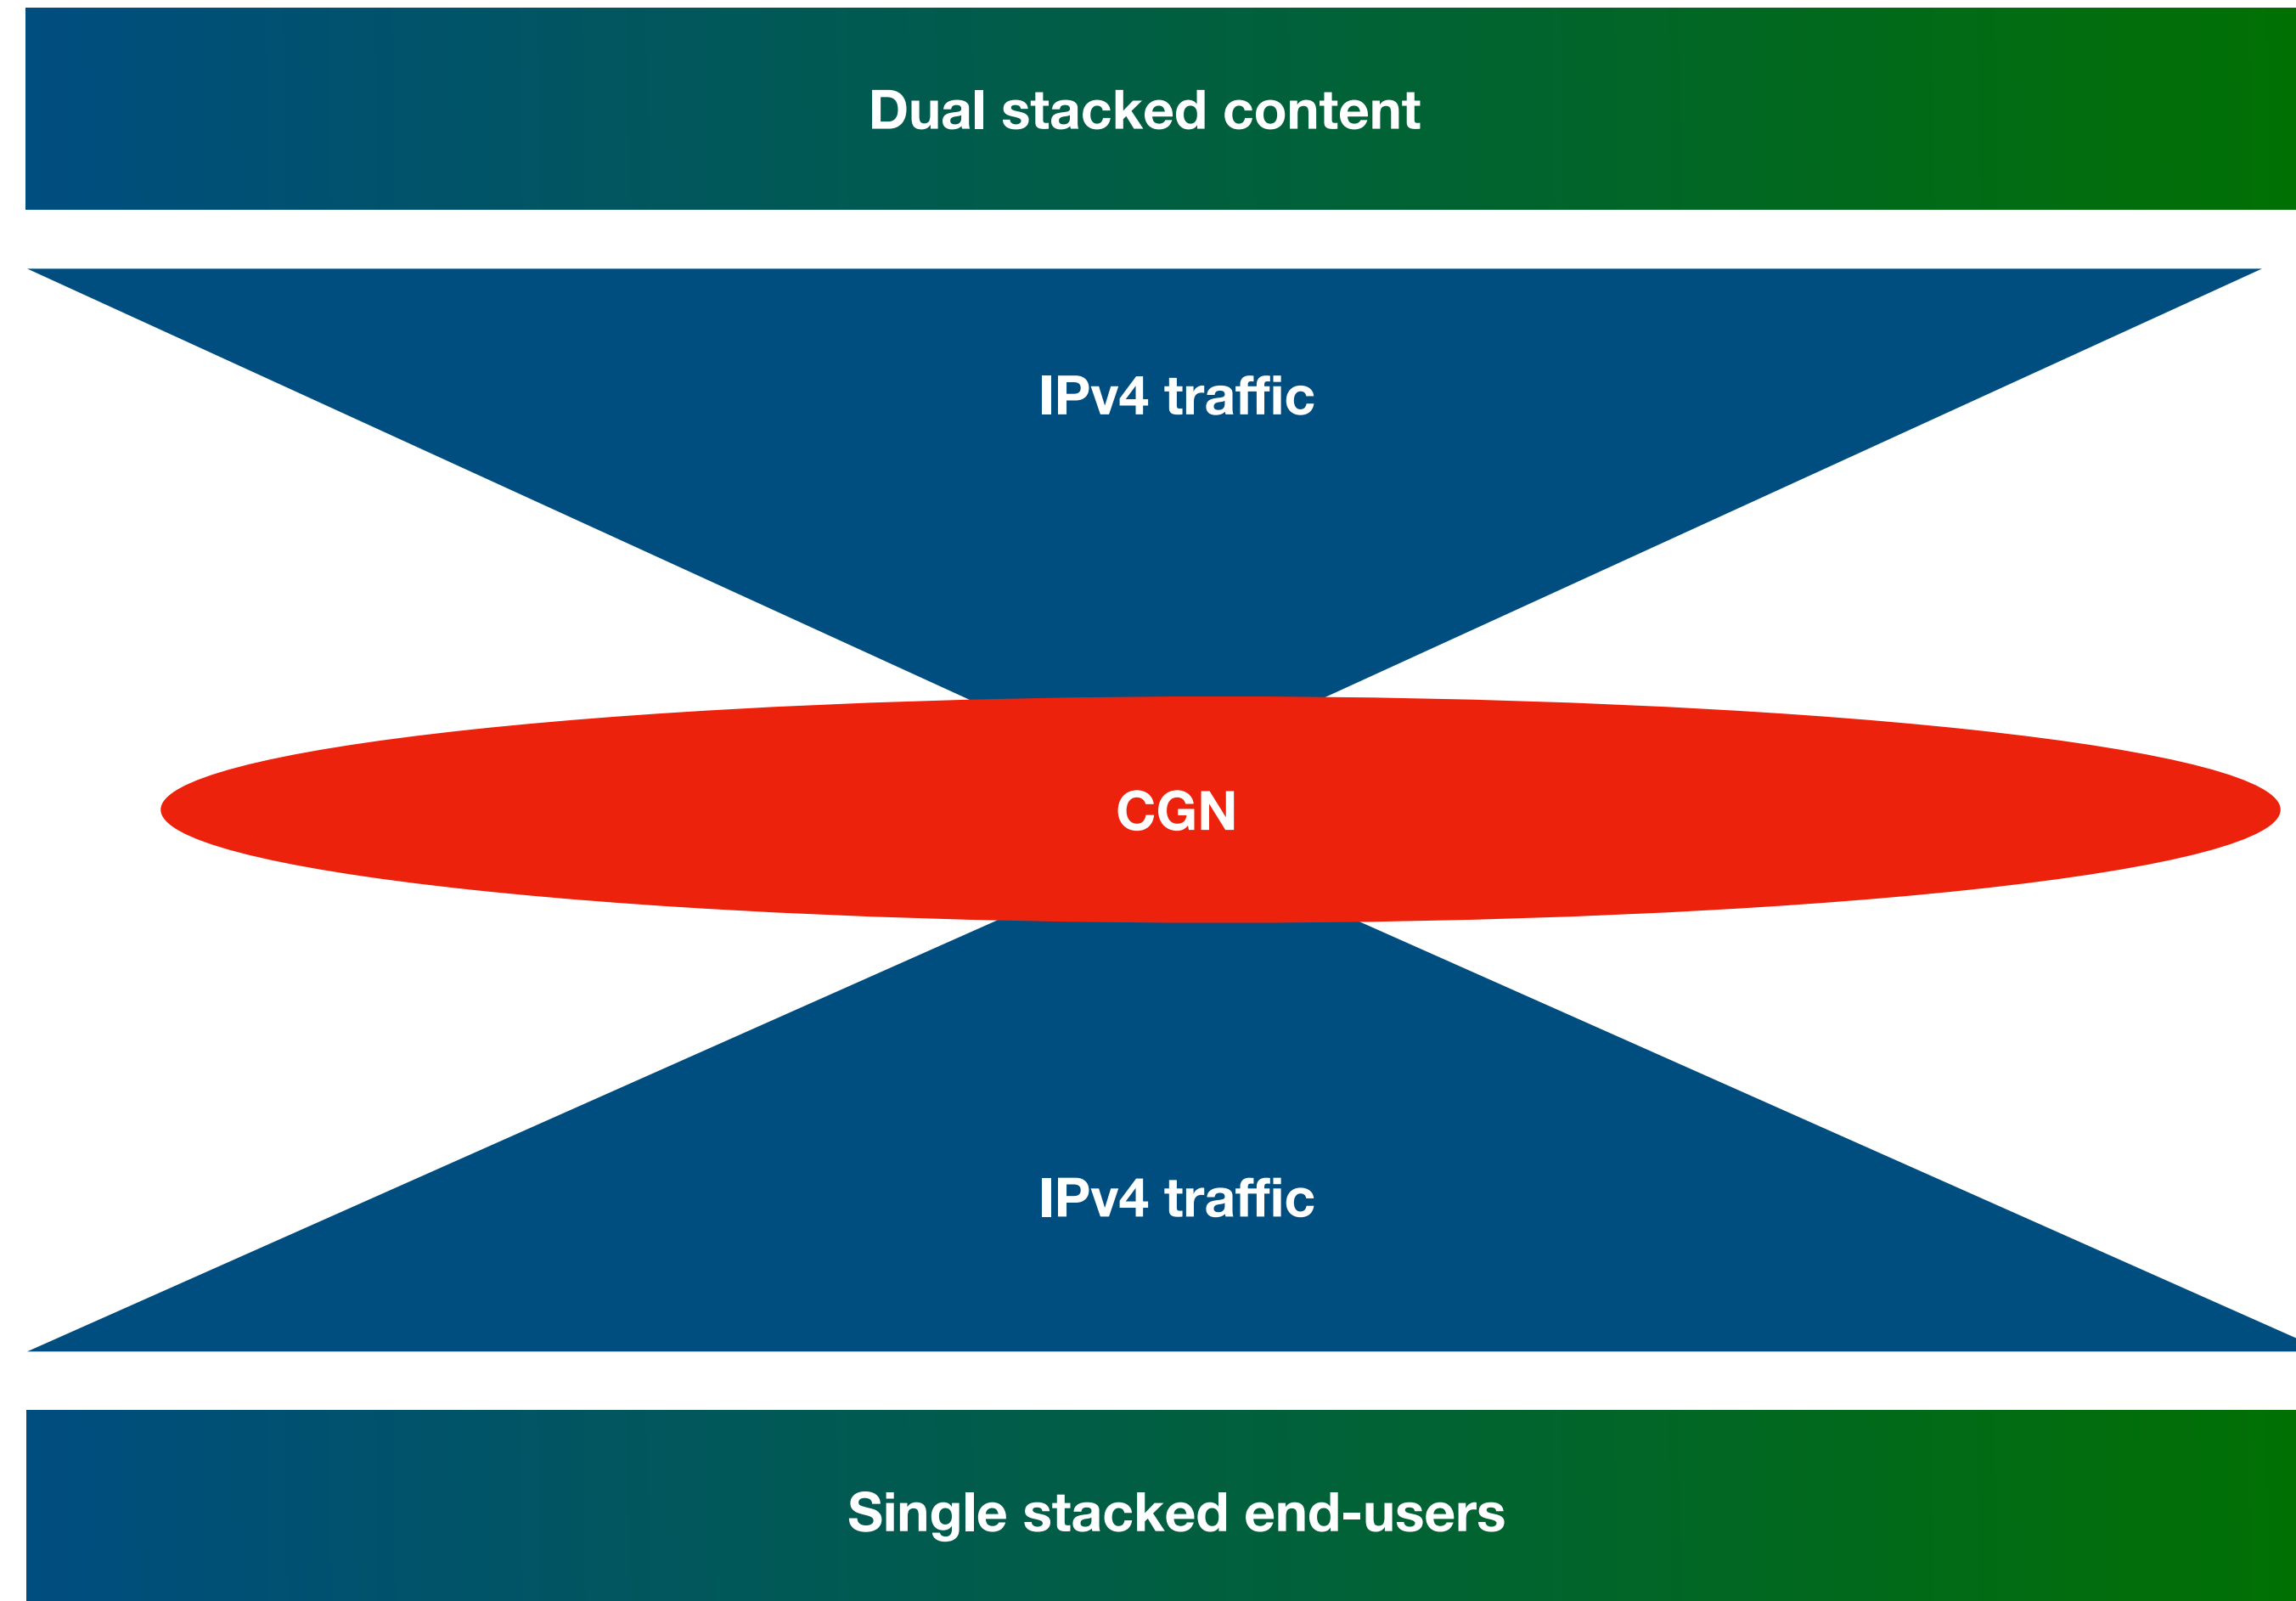 Dual stacked content
IPv4 traffic
CGN
IPv4 traffic
Single stacked end-users